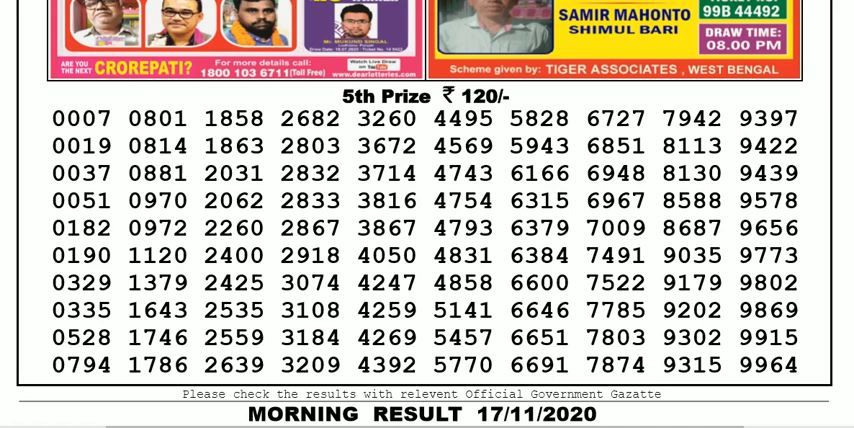 SAMIR MAHONTO
SHIMUL BARI
99B 44492
DRAW TIME:
08.00 PM
Mr. MUKUND SINGAL
ARE YOU THE NEXT CROREPATI?
For more details call:
1800 103 6711(Toll Free)
Watch Live Draw
www.dearlotteries.com
Scheme given by: TIGER ASSOCIATES , WEST BENGAL
5th Prize ₹ 120/-
0007 0801 1858 2682 3260 4495 5828 6727 7942 9397
0019 0814 1863 2803 3672 4569 5943 6851 8113 9422
0037 0881 2031 2832 3714 4743 6166 6948 8130 9439
0051 0970 2062 2833 3816 4754 6315 6967 8588 9578
0182 0972 2260 2867 3867 4793 6379 7009 8687 9656
0190 1120 2400 2918 4050 4831 6384 7491 9035 9773
0329 1379 2425 3074 4247 4858 6600 7522 9179 9802
0335 1643 2535 3108 4259 5141 6646 7785 9202 9869
0528 1746 2559 3184 4269 5457 6651 7803 9302 9915
0794 1786 2639 3209 4392 5770 6691 7874 9315 9964
Please check the results with relevent Official Government Gazatte
MORNING RESULT 17/11/2020